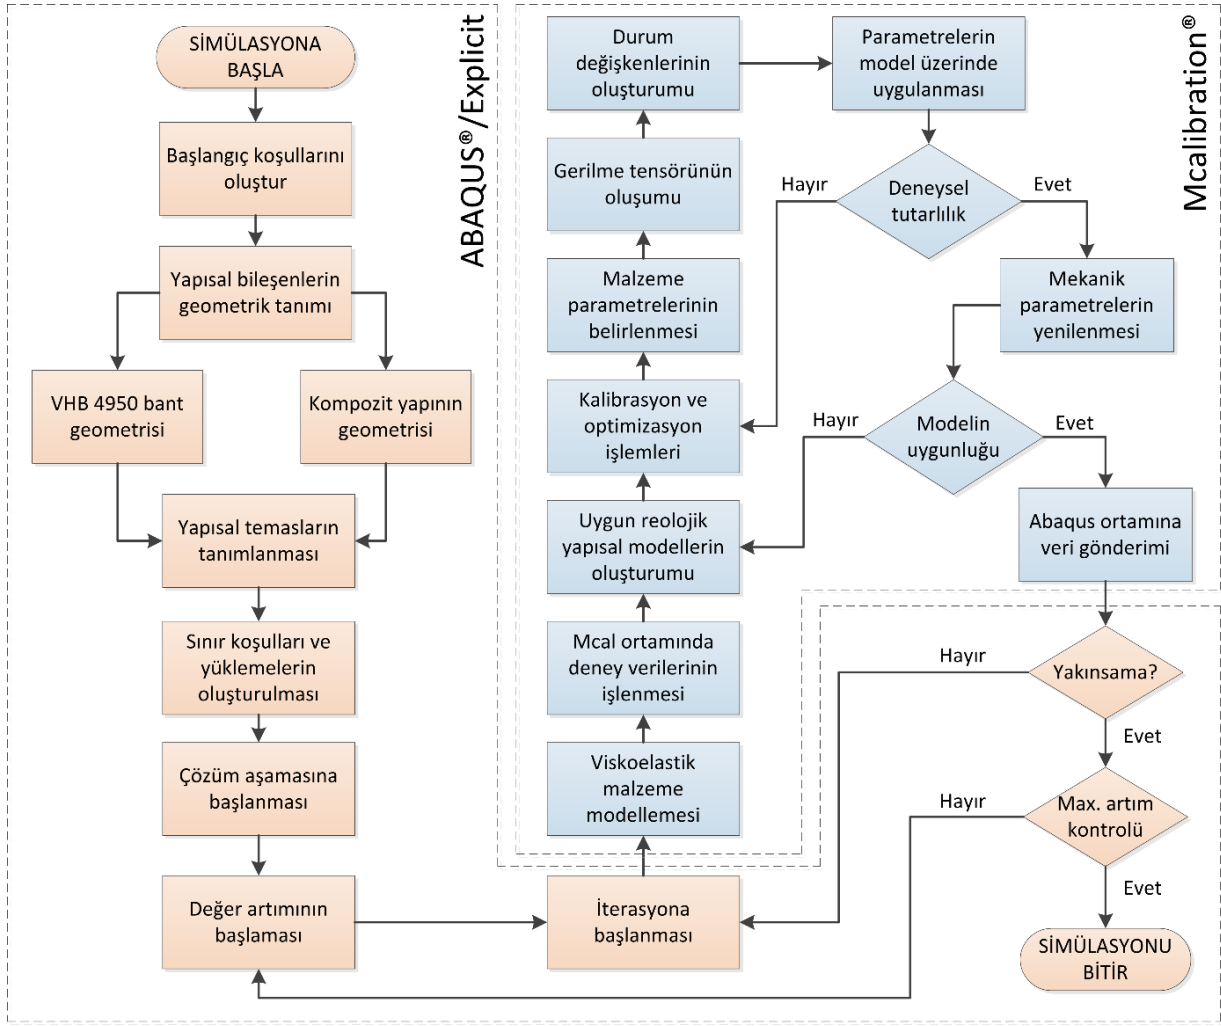 SİMÜLASYONA
BAŞLA
Başlangıç koşullarını
oluştur
Yapısal bileşenlerin
geometrik tanımı
VHB 4950 bant
geometrisi
Kompozit yapının
geometrisi
Yapısal temasların
tanımlanması
Sınır koşulları ve
yüklemelerin
oluşturulması
Çözüm aşamasına
başlanması
Değer artımının
başlaması
ABAQUS®/Explicit
İterasyona
başlanması
Viskoelastik
malzeme
modellemesi
Mcal ortamında
deney verilerinin
işlenmesi
Uygun reolojik
yapısal modellerin
oluşturumu
Kalibrasyon ve
optimizasyon
işlemleri
Malzeme
parametrelerinin
belirlenmesi
Gerilme tensörünün
oluşumu
Durum
değişkenlerinin
oluşturumu
Parametrelerin
model üzerinde
uygulanması
Mcalibration®
Hayır
Deneysel
tutarlılık
Evet
Mekanik
parametrelerin
yenilenmesi
Hayır
Modelin
uygunluğu
Evet
Abaqus ortamına
veri gönderimi
Hayır
Yakınsama?
Evet
Hayır
Max. artım
kontrolü
Evet
SİMÜLASYONU
BİTİR